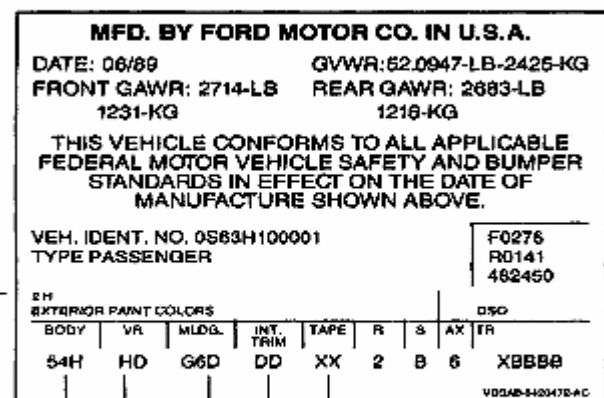 MFD. BY FORD MOTOR CO. IN U.S.A.
DATE: 06/89 GVWR:52.0947-LB-2425-KG
FRONT GAWR: 2714-LB REAR GAWR: 2683-LB
1231-KG 1216-KG
THIS VEHICLE CONFORMS TO ALL APPLICABLE
FEDERAL MOTOR VEHICLE SAFETY AND BUMPER
STANDARDS IN EFFECT ON THE DATE OF
MANUFACTURE SHOWN ABOVE.
VEH. IDENT. NO. 0S63H100001 F0276
TYPE PASSENGER R0141
462450
2H
EXTERIOR PAINT COLORS DSO
BODY VR MLDG. INT. TRIM TAPE R S AX TR
54H HD G6D DD XX 2 B 6 XBBBB